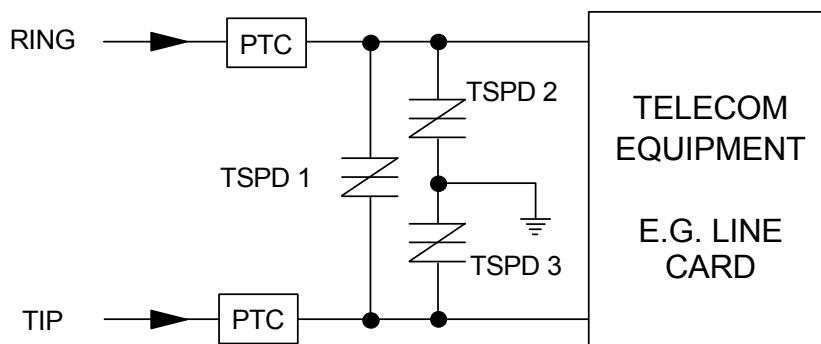 RING
PTC
TSPD 2
TSPD 1
TSPD 3
TIP
PTC
TELECOM
EQUIPMENT
E.G. LINE
CARD